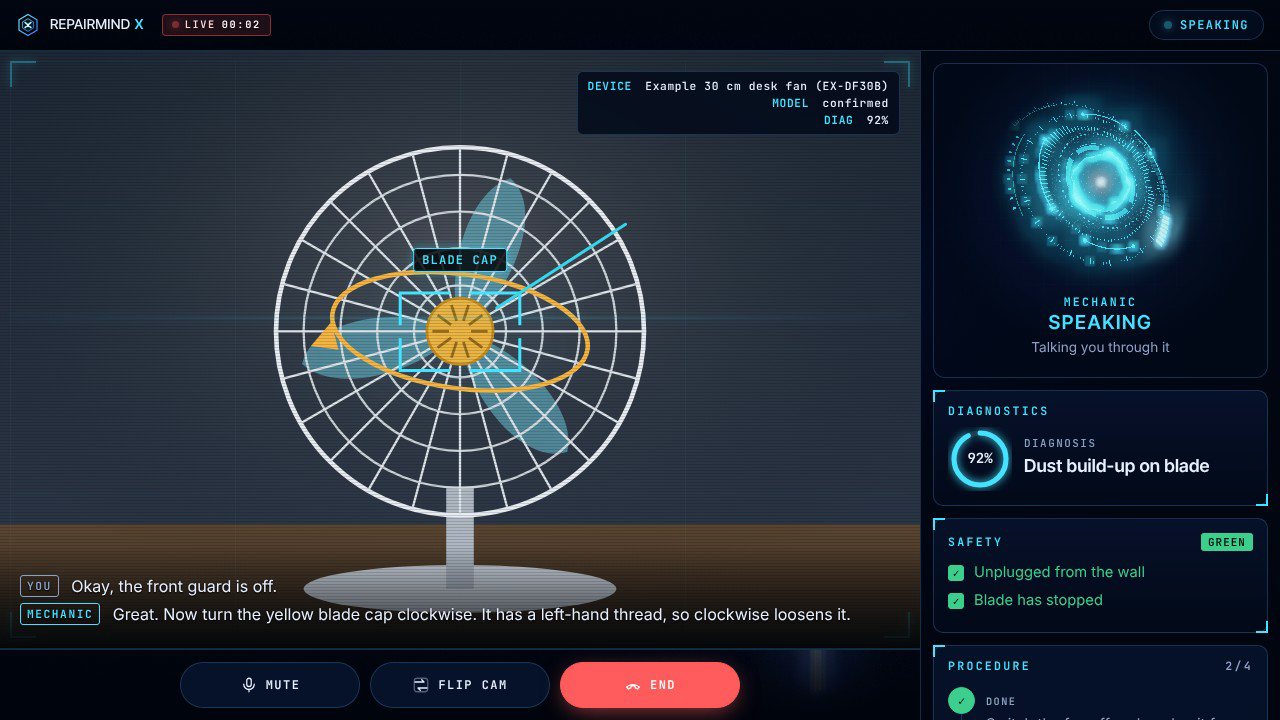 REPAIRMIND X
LIVE 00:02
SPEAKING
DEVICE Example 30 cm desk fan (EX-DF30B)
MODEL confirmed
DIAG 92%
BLADE CAP
YOU Okay, the front guard is off.
MECHANIC Great. Now turn the yellow blade cap clockwise. It has a left-hand thread, so clockwise loosens it.
MUTE
FLIP CAM
END
MECHANIC
SPEAKING
Talking you through it
DIAGNOSTICS
92%
DIAGNOSIS
Dust build-up on blade
SAFETY GREEN
Unplugged from the wall
Blade has stopped
PROCEDURE 2/4
DONE